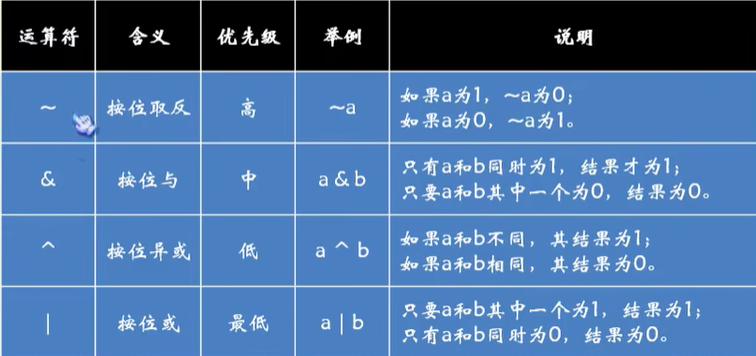 运算符 含义 优先级 举例 说明
~ 按位取反 高 ~a 如果a为1，~a为0；
如果a为0，~a为1。
& 按位与 中 a & b 只有a和b同时为1，结果才为1；
只要a和b其中一个为0，结果为0。
^ 按位异或 低 a ^ b 如果a和b不同，其结果为1；
如果a和b相同，其结果为0。
| 按位或 最低 a | b 只要a和b其中一个为1，结果为1；
只有a和b同时为0，结果为0。